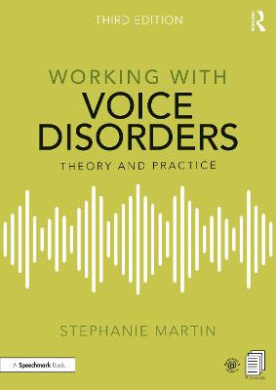 THIRD EDITION
R
WORKING WITH
VOICE
DISORDERS
THEORY AND PRACTICE
STEPHANIE MARTIN
A Speechmark Book